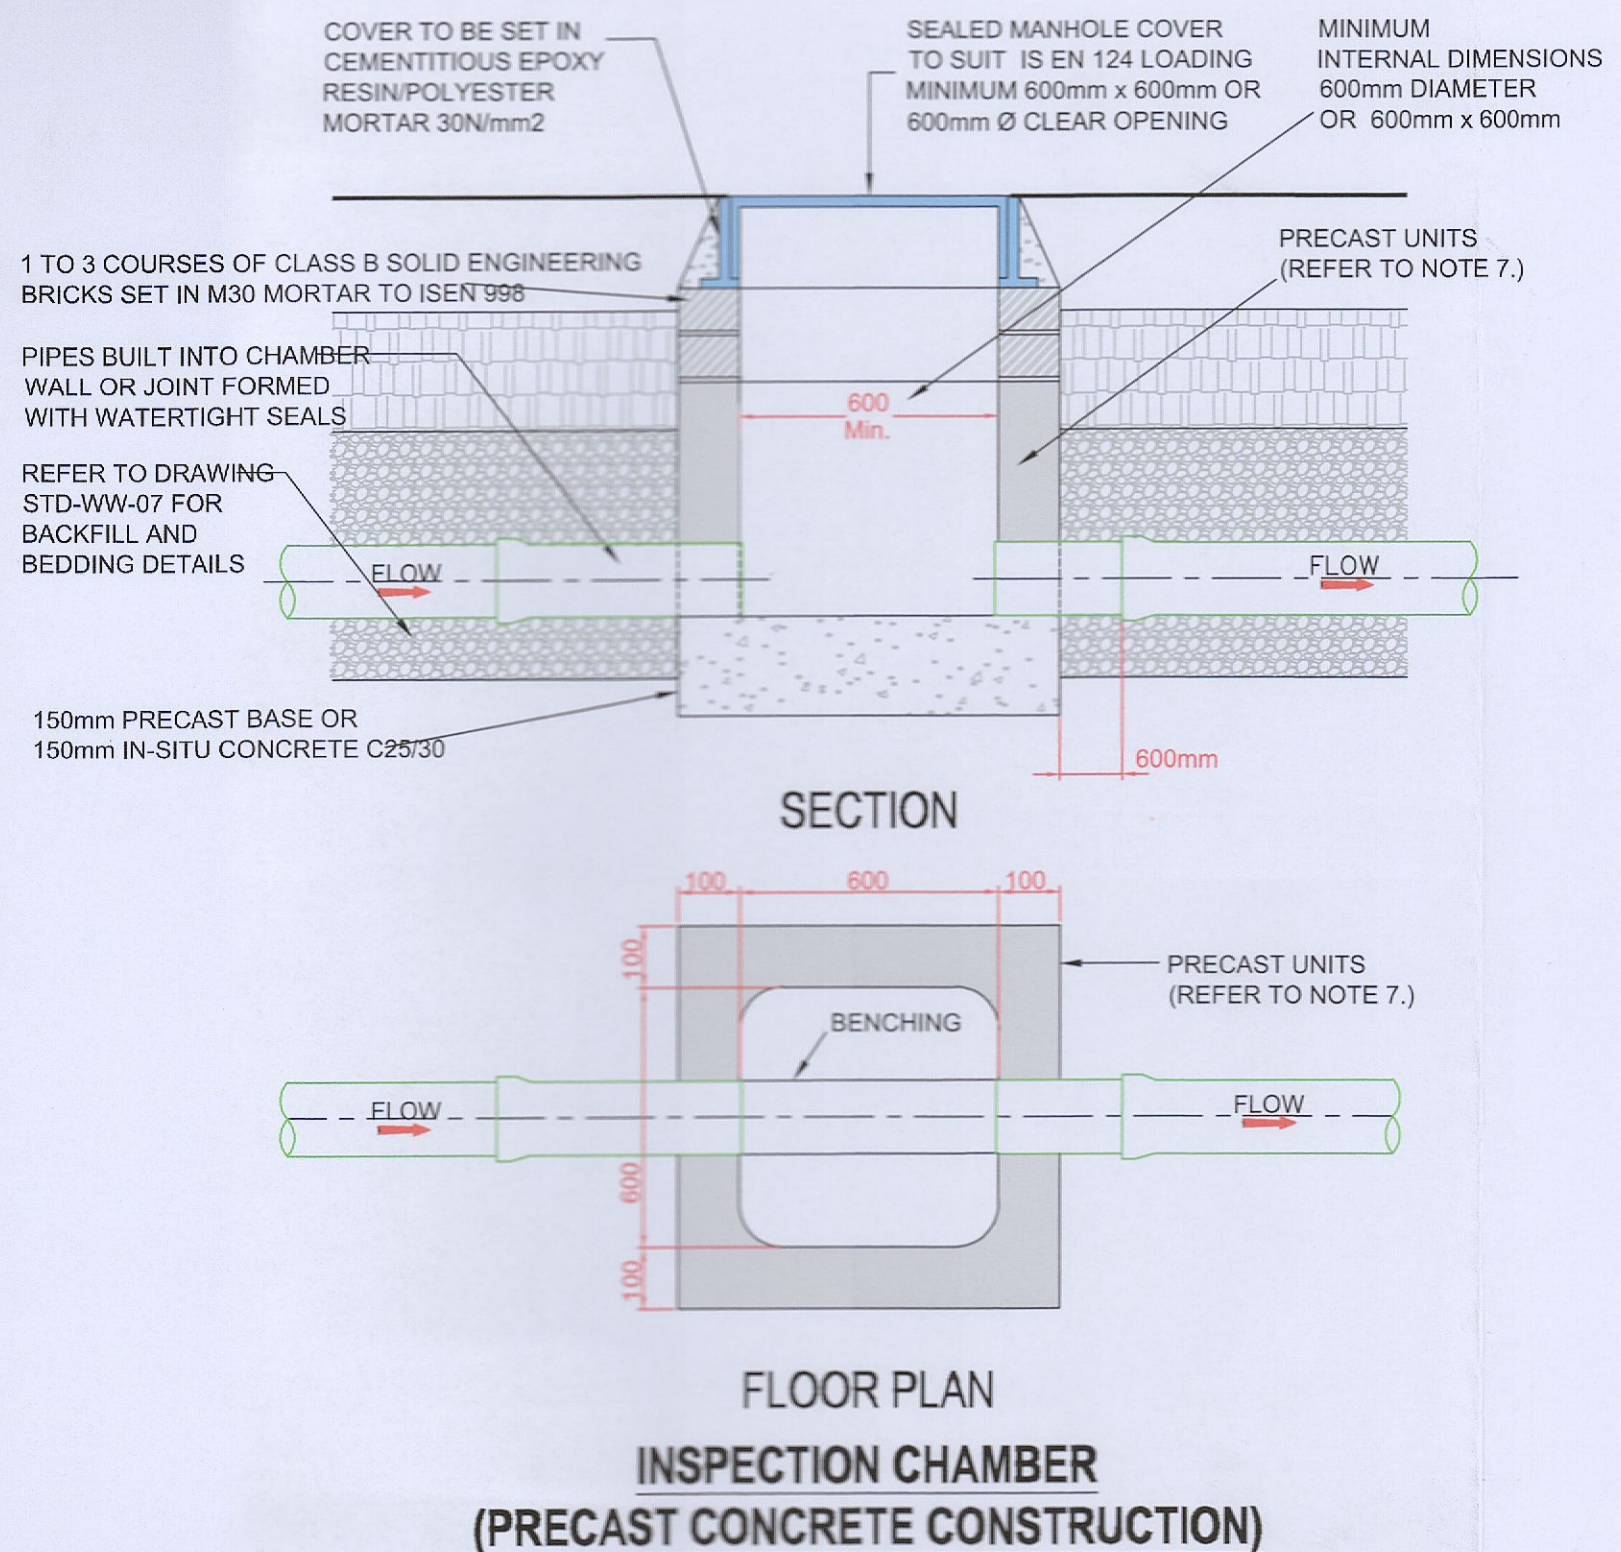 COVER TO BE SET IN
CEMENTITIOUS EPOXY
RESIN/POLYESTER
MORTAR 30N/mm2
SEALED MANHOLE COVER
TO SUIT IS EN 124 LOADING
MINIMUM 600mm x 600mm OR
600mm Ø CLEAR OPENING
MINIMUM
INTERNAL DIMENSIONS
600mm DIAMETER
OR 600mm x 600mm
1 TO 3 COURSES OF CLASS B SOLID ENGINEERING
BRICKS SET IN M30 MORTAR TO ISEN 998
PRECAST UNITS
(REFER TO NOTE 7.)
PIPES BUILT INTO CHAMBER
WALL OR JOINT FORMED
WITH WATERTIGHT SEALS
600
Min.
REFER TO DRAWING
STD-WW-07 FOR
BACKFILL AND
BEDDING DETAILS
FLOW
FLOW
150mm PRECAST BASE OR
150mm IN-SITU CONCRETE C25/30
600mm
SECTION
100
600
100
100
PRECAST UNITS
(REFER TO NOTE 7.)
BENCHING
FLOW
FLOW
600
100
FLOOR PLAN
INSPECTION CHAMBER
(PRECAST CONCRETE CONSTRUCTION)